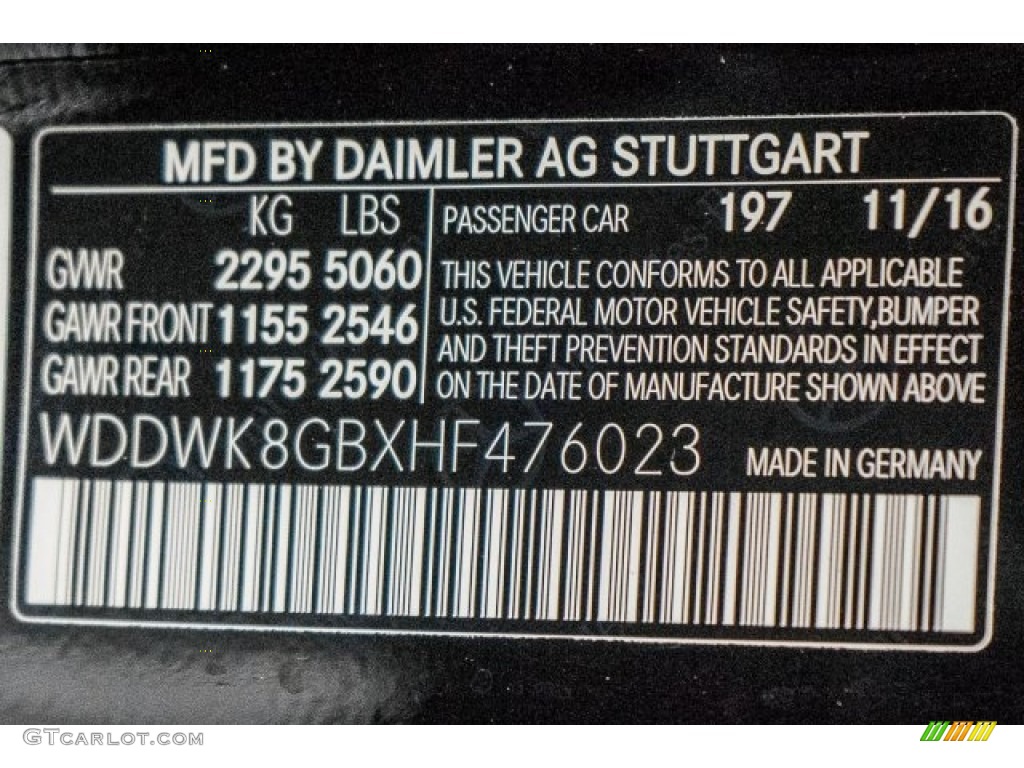 MFD BY DAIMLER AG STUTTGART
KG LBS
GVWR 2295 5060
GAWR FRONT 1155 2546
GAWR REAR 1175 2590
PASSENGER CAR 197 11/16
THIS VEHICLE CONFORMS TO ALL APPLICABLE
U.S. FEDERAL MOTOR VEHICLE SAFETY,BUMPER
AND THEFT PREVENTION STANDARDS IN EFFECT
ON THE DATE OF MANUFACTURE SHOWN ABOVE
WDDWK8GBXHF476023
MADE IN GERMANY
GTCarLot.com